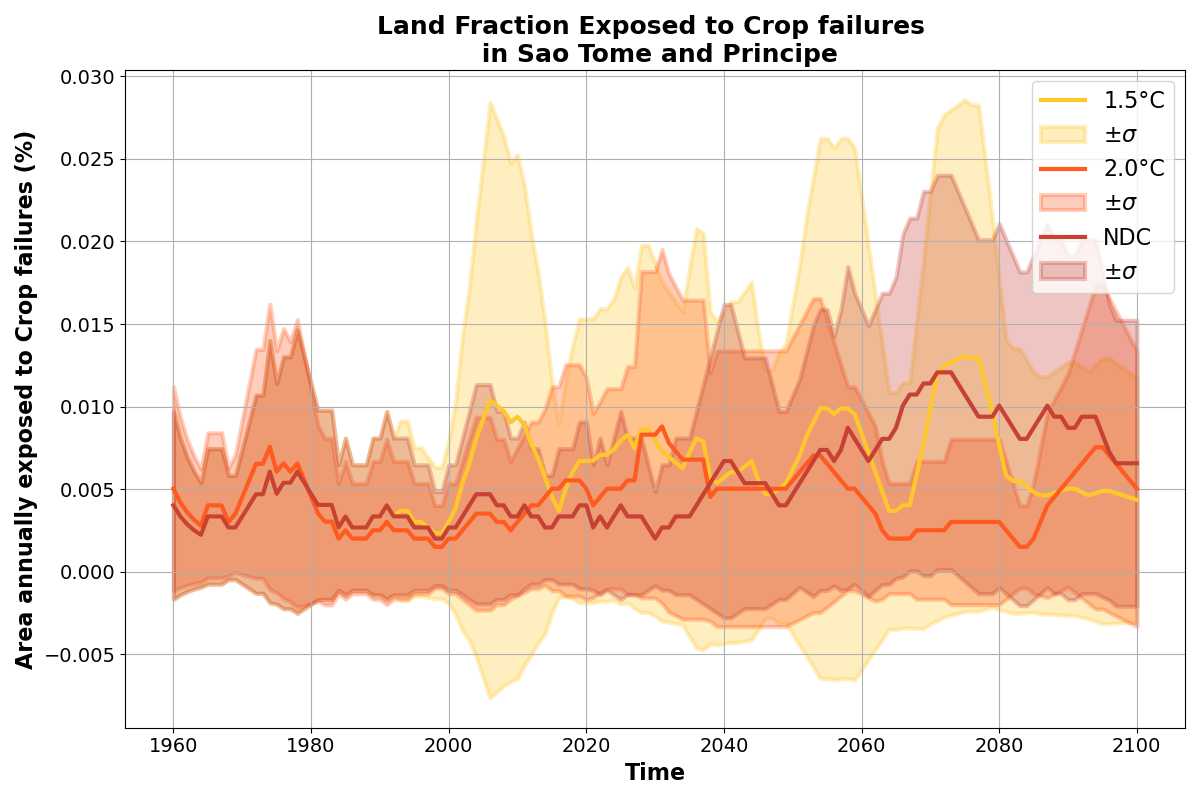 Land Fraction Exposed to Crop failures
in Sao Tome and Principe
Area annually exposed to Crop failures (%)
0.030
0.025
0.020
0.015
0.010
0.005
0.000
−0.005
1.5°C
±σ
2.0°C
±σ
NDC
±σ
1960
1980
2000
2020
2040
2060
2080
2100
Time